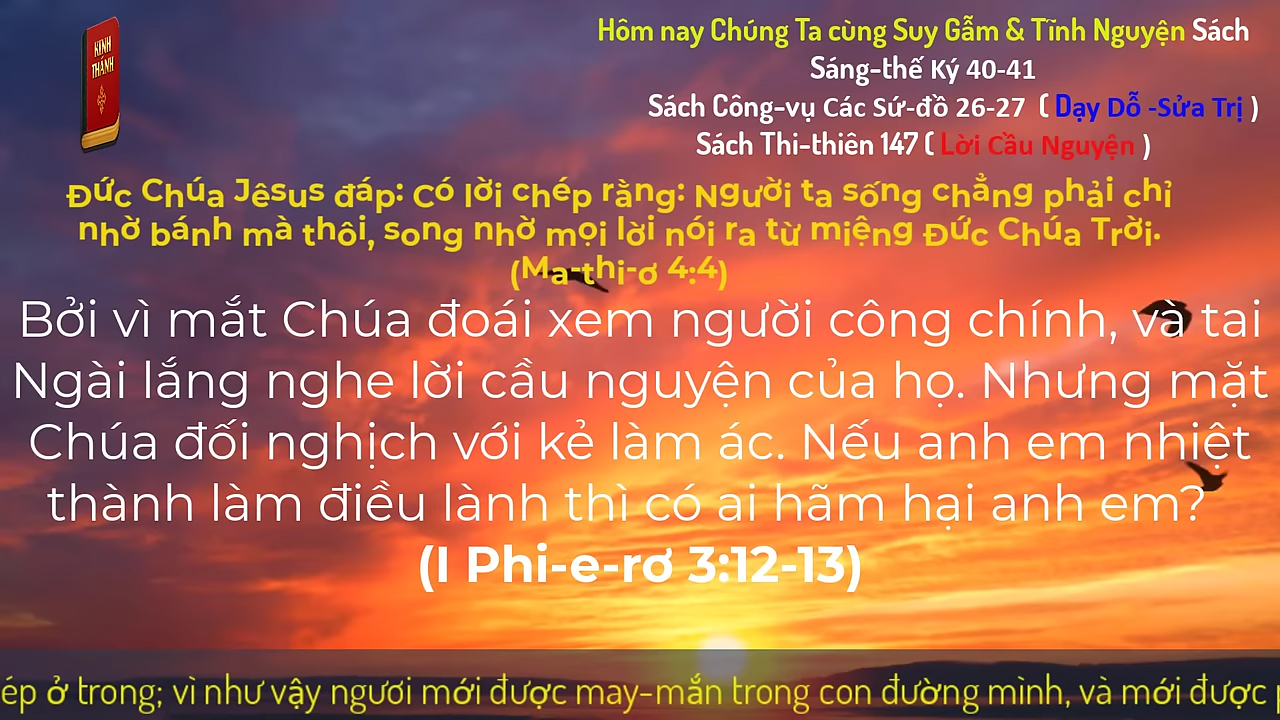 KINH
THÁNH
Hôm nay Chúng Ta cùng Suy Gẫm & Tĩnh Nguyện Sách
Sáng-thế Ký 40-41
Sách Công-vụ Các Sứ-đồ 26-27 ( Dạy Dỗ -Sửa Trị )
Sách Thi-thiên 147 ( Lời Cầu Nguyện )
Đức Chúa Jêsus đáp: Có lời chép rằng: Người ta sống chẳng phải chỉ
nhờ bánh mà thôi, song nhờ mọi lời nói ra từ miệng Đức Chúa Trời.
(Ma-thi-ơ 4:4)
Bởi vì mắt Chúa đoái xem người công chính, và tai
Ngài lắng nghe lời cầu nguyện của họ. Nhưng mặt
Chúa đối nghịch với kẻ làm ác. Nếu anh em nhiệt
thành làm điều lành thì có ai hãm hại anh em?
(I Phi-e-rơ 3:12-13)
ép ở trong; vì như vậy ngươi mới được may-mắn trong con đường mình, và mới được